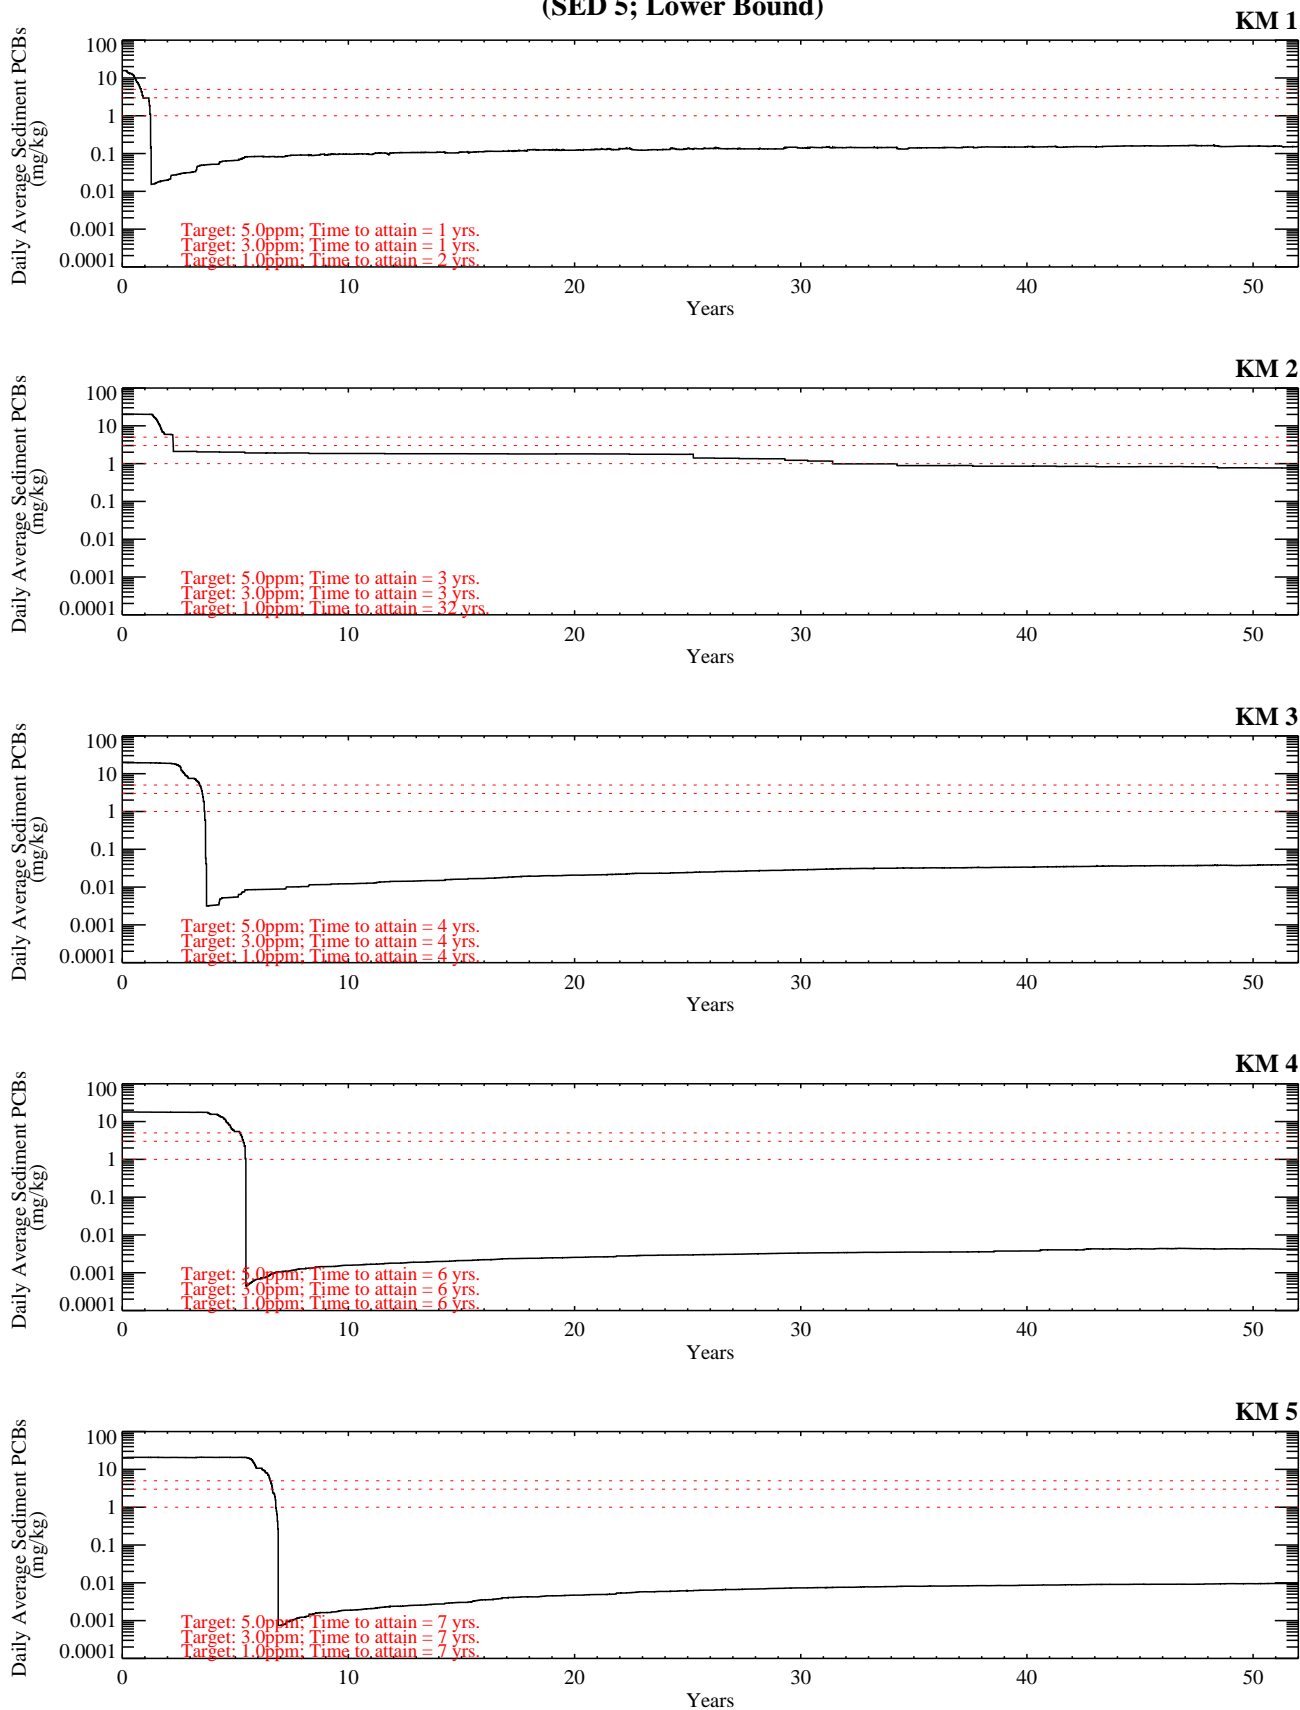 (SED 5; Lower Bound)
KM 1
Daily Average Sediment PCBs
(mg/kg)
100
10
1
0.1
0.01
0.001
0.0001
Target: 5.0ppm; Time to attain = 1 yrs.
Target: 3.0ppm; Time to attain = 1 yrs.
Target: 1.0ppm; Time to attain = 2 yrs.
0 10 20 30 40 50
Years
KM 2
Daily Average Sediment PCBs
(mg/kg)
100
10
1
0.1
0.01
0.001
0.0001
Target: 5.0ppm; Time to attain = 3 yrs.
Target: 3.0ppm; Time to attain = 3 yrs.
Target: 1.0ppm; Time to attain = 32 yrs.
0 10 20 30 40 50
Years
KM 3
Daily Average Sediment PCBs
(mg/kg)
100
10
1
0.1
0.01
0.001
0.0001
Target: 5.0ppm; Time to attain = 4 yrs.
Target: 3.0ppm; Time to attain = 4 yrs.
Target: 1.0ppm; Time to attain = 4 yrs.
0 10 20 30 40 50
Years
KM 4
Daily Average Sediment PCBs
(mg/kg)
100
10
1
0.1
0.01
0.001
0.0001
Target: 5.0ppm; Time to attain = 6 yrs.
Target: 3.0ppm; Time to attain = 6 yrs.
Target: 1.0ppm; Time to attain = 6 yrs.
0 10 20 30 40 50
Years
KM 5
Daily Average Sediment PCBs
(mg/kg)
100
10
1
0.1
0.01
0.001
0.0001
Target: 5.0ppm; Time to attain = 7 yrs.
Target: 3.0ppm; Time to attain = 7 yrs.
Target: 1.0ppm; Time to attain = 7 yrs.
0 10 20 30 40 50
Years